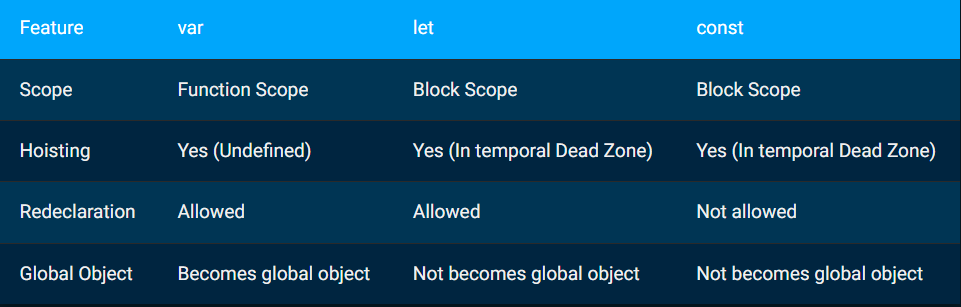 Feature var let const
Scope Function Scope Block Scope Block Scope
Hoisting Yes (Undefined) Yes (In temporal Dead Zone) Yes (In temporal Dead Zone)
Redeclaration Allowed Allowed Not allowed
Global Object Becomes global object Not becomes global object Not becomes global object